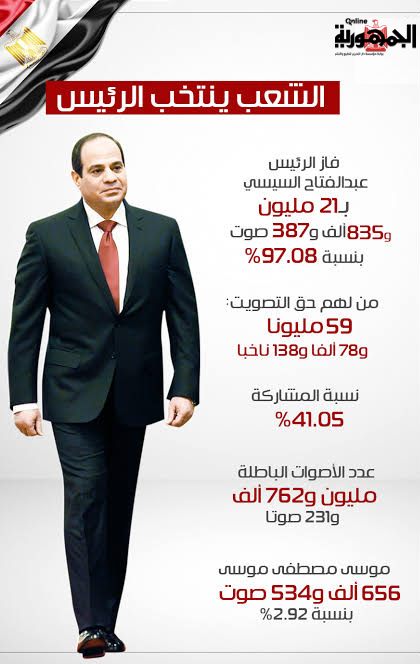 Online
الجمهورية
الشعب ينتخب الرئيس
فاز الرئيس
عبدالفتاح السيسي
بـ21 مليون
و835 ألف و387 صوت
بنسبة 97.08%
من لهم حق التصويت:
59 مليونا
و78 ألفا و138 ناخبا
نسبة المشاركة
41.05%
عدد الأصوات الباطلة
مليون و762 ألف
و231 صوتا
موسى مصطفى موسى
656 ألف و534 صوت
بنسبة 2.92%